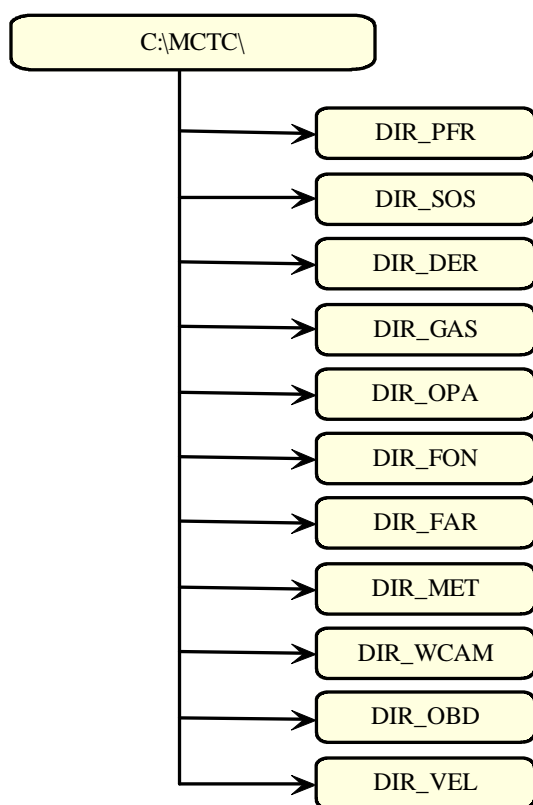 C:\MCTC\
DIR_PFR
DIR_SOS
DIR_DER
DIR_GAS
DIR_OPA
DIR_FON
DIR_FAR
DIR_MET
DIR_WCAM
DIR_OBD
DIR_VEL